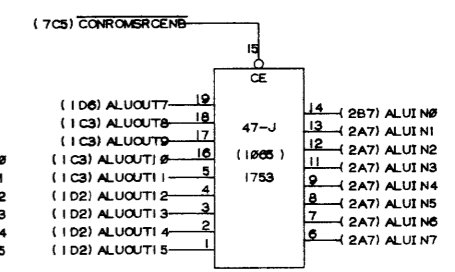 (7C5) CONROMSRCENB
15
CE
(1D6) ALUOUT7 19
(1C3) ALUOUT8 18
(1C3) ALUOUT9 17
(1C3) ALUOUT10 16
(1C3) ALUOUT11 5
(1D2) ALUOUT12 4
(1D2) ALUOUT13 3
(1D2) ALUOUT14 2
(1D2) ALUOUT15 1
47-J
(1065)
1753
14 (2B7) ALUIN0
13 (2A7) ALUIN1
12 (2A7) ALUIN2
11 (2A7) ALUIN3
9 (2A7) ALUIN4
8 (2A7) ALUIN5
7 (2A7) ALUIN6
6 (2A7) ALUIN7